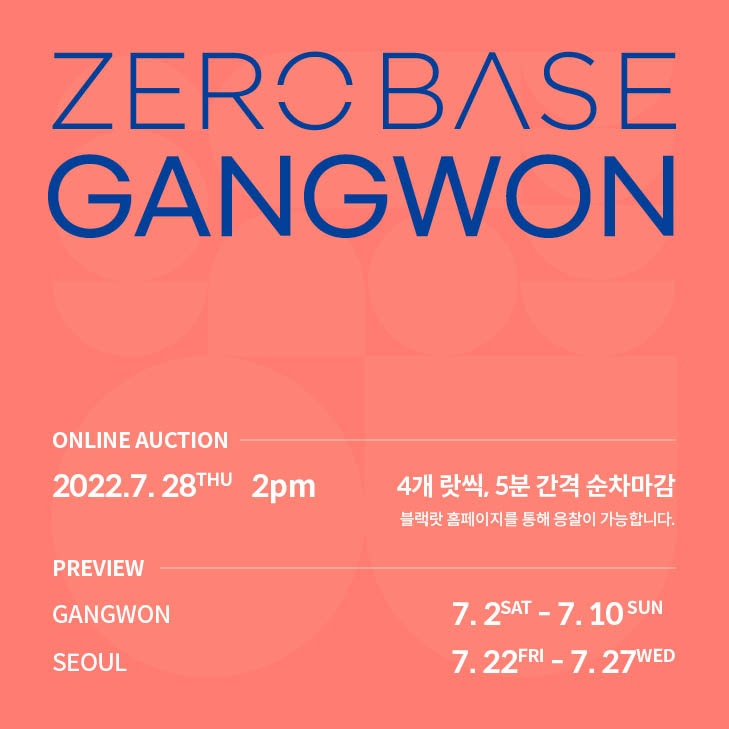 ZEROBASE
GANGWON
ONLINE AUCTION
2022.7. 28THU 2pm 4개 랏씩, 5분 간격 순차마감
블랙랏 홈페이지를 통해 응찰이 가능합니다.
PREVIEW
GANGWON 7. 2SAT - 7. 10 SUN
SEOUL 7. 22FRI - 7. 27WED